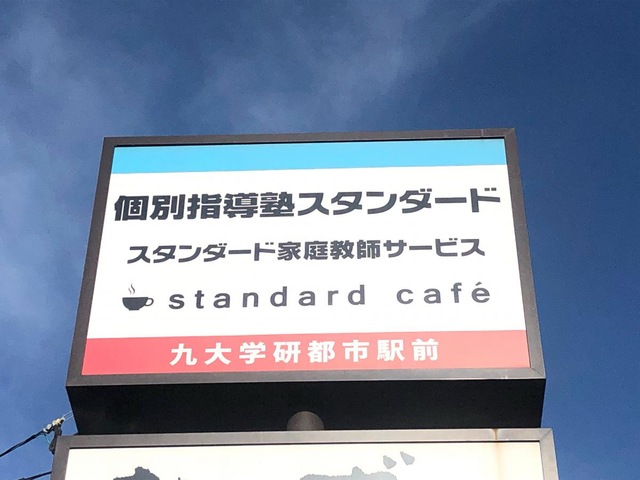 個別指導塾スタンダード
スタンダード家庭教師サービス
standard café
九大学研都市駅前